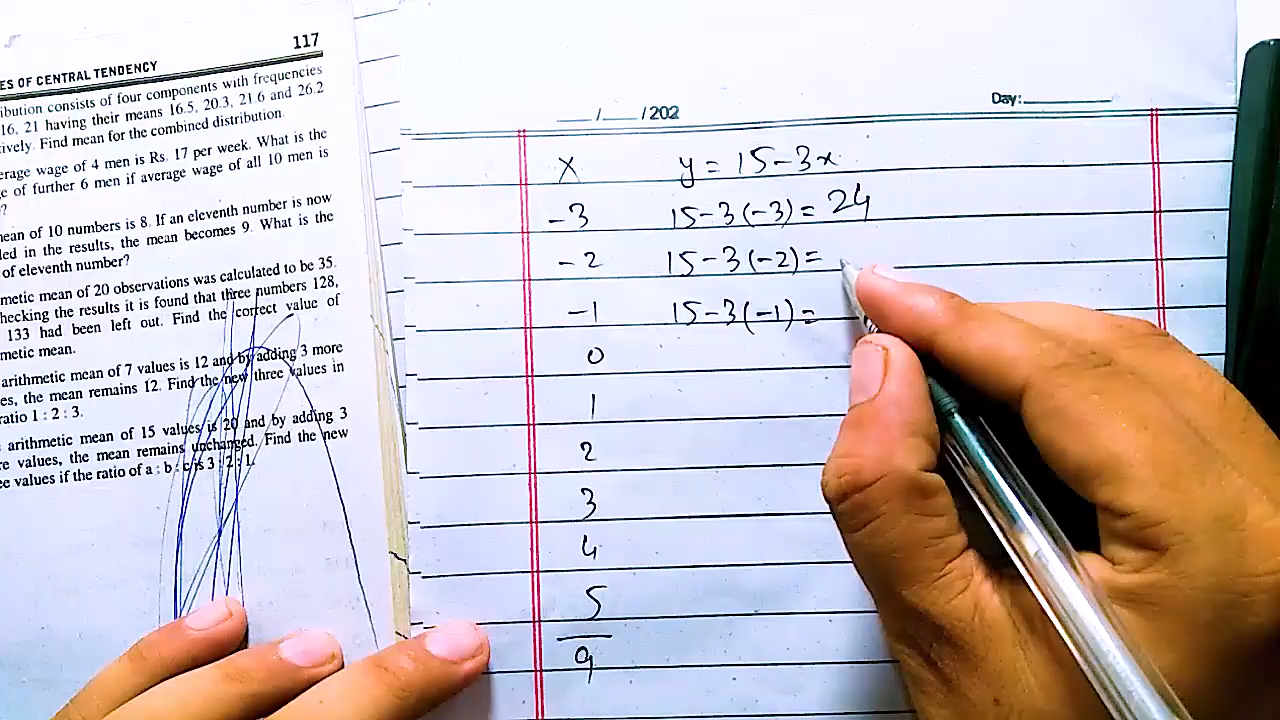 117
ES OF CENTRAL TENDENCY
ibution consists of four components with frequencies
16, 21 having their means 16.5, 20.3, 21.6 and 26.2
ively. Find mean for the combined distribution.
erage wage of 4 men is Rs. 17 per week. What is the
ge of further 6 men if average wage of all 10 men is
?
nean of 10 numbers is 8. If an eleventh number is now
led in the results, the mean becomes 9. What is the
of eleventh number?
metic mean of 20 observations was calculated to be 35.
hecking the results it is found that three numbers 128,
133 had been left out. Find the correct value of
metic mean.
arithmetic mean of 7 values is 12 and by adding 3 more
es, the mean remains 12. Find the new three values in
ratio 1 : 2 : 3.
arithmetic mean of 15 values is 20 and by adding 3
re values, the mean remains unchanged. Find the new
ee values if the ratio of a : b : c is 3 : 2 : 1.
__/__/202 Day:______
X y = 15-3x
-3 15-3(-3) = 24
-2 15-3(-2) =
-1 15-3(-1) =
0
1
2
3
4
5
9